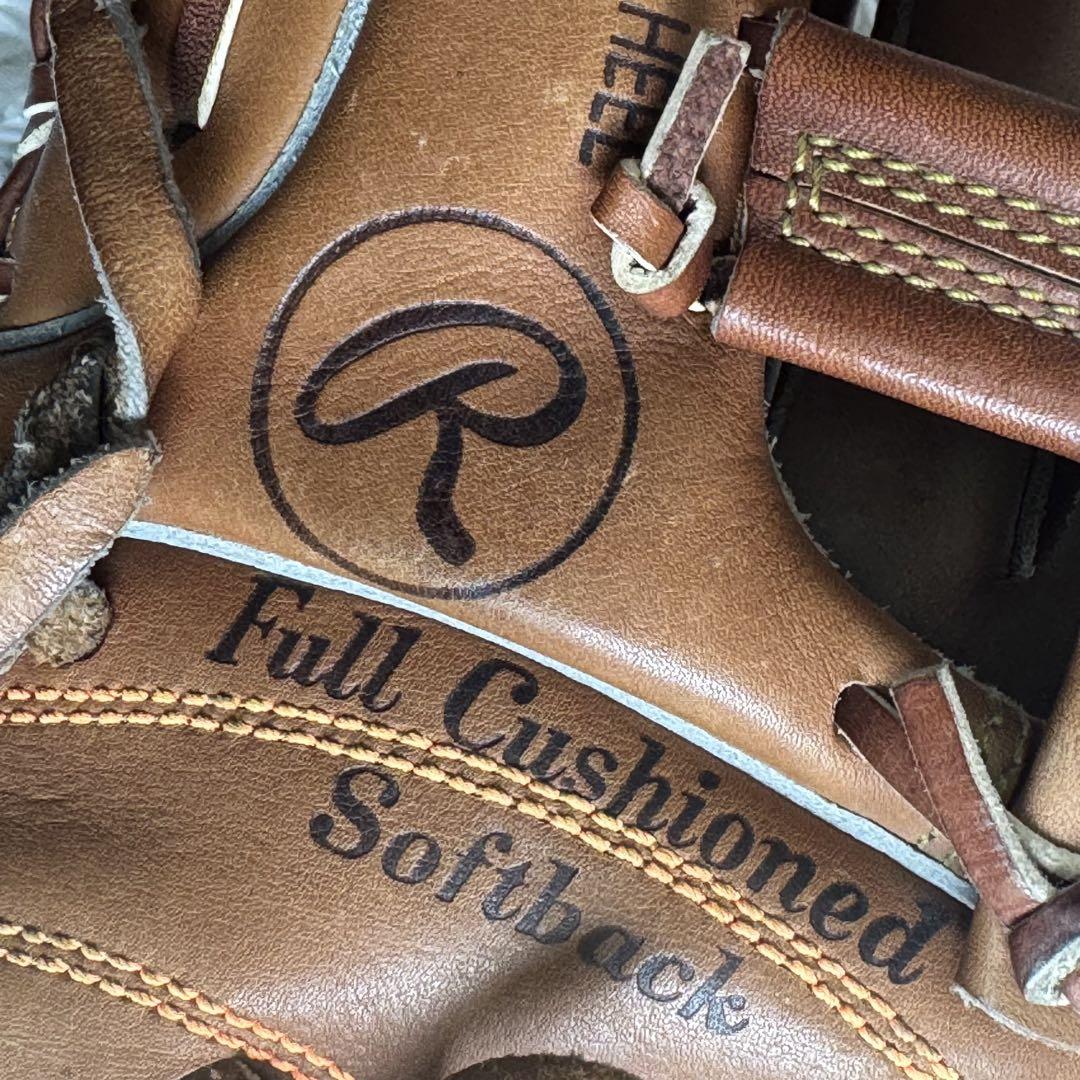 HEEL
R
Full Cushioned
Softback